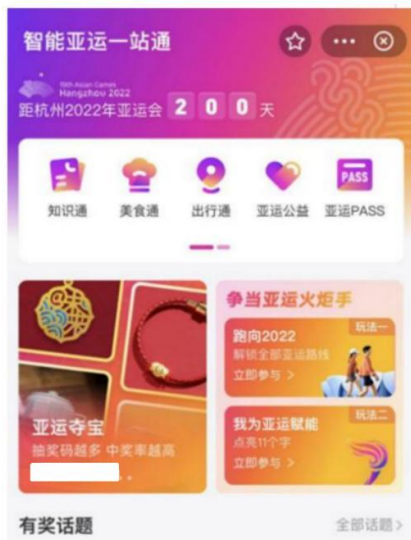 智能亚运一站通
19th Asian Games
Hangzhou 2022
距杭州2022年亚运会 200 天
知识通 美食通 出行通 亚运公益 亚运PASS
PASS
争当亚运火炬手
玩法一
跑向2022
解锁全部亚运路线
立即参与 >
亚运夺宝
抽奖码越多 中奖率越高
玩法二
我为亚运赋能
点亮11个字
立即参与 >
有奖话题
全部话题 >